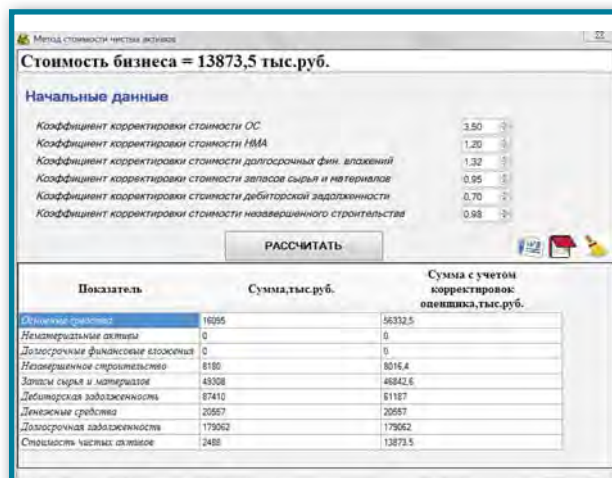 Метод стоимости чистых активов
Стоимость бизнеса = 13873,5 тыс.руб.
Начальные данные
Коэффициент корректировки стоимости ОС 3,50
Коэффициент корректировки стоимости НМА 1,20
Коэффициент корректировки стоимости долгосрочных фин. вложений 1,32
Коэффициент корректировки стоимости запасов сырья и материалов 0,95
Коэффициент корректировки стоимости дебиторской задолженности 0,70
Коэффициент корректировки стоимости незавершенного строительства 0,98
РАССЧИТАТЬ
Показатель Сумма,тыс.руб. Сумма с учетом корректировок оценщика,тыс.руб.
Основные средства 16095 56332,5
Нематериальные активы 0 0
Долгосрочные финансовые вложения 0 0
Незавершенное строительство 8180 8016,4
Запасы сырья и материалов 49308 46842,6
Дебиторская задолженность 87410 61187
Денежные средства 20557 20557
Долгосрочная задолженность 179062 179062
Стоимость чистых активов 2488 13873,5